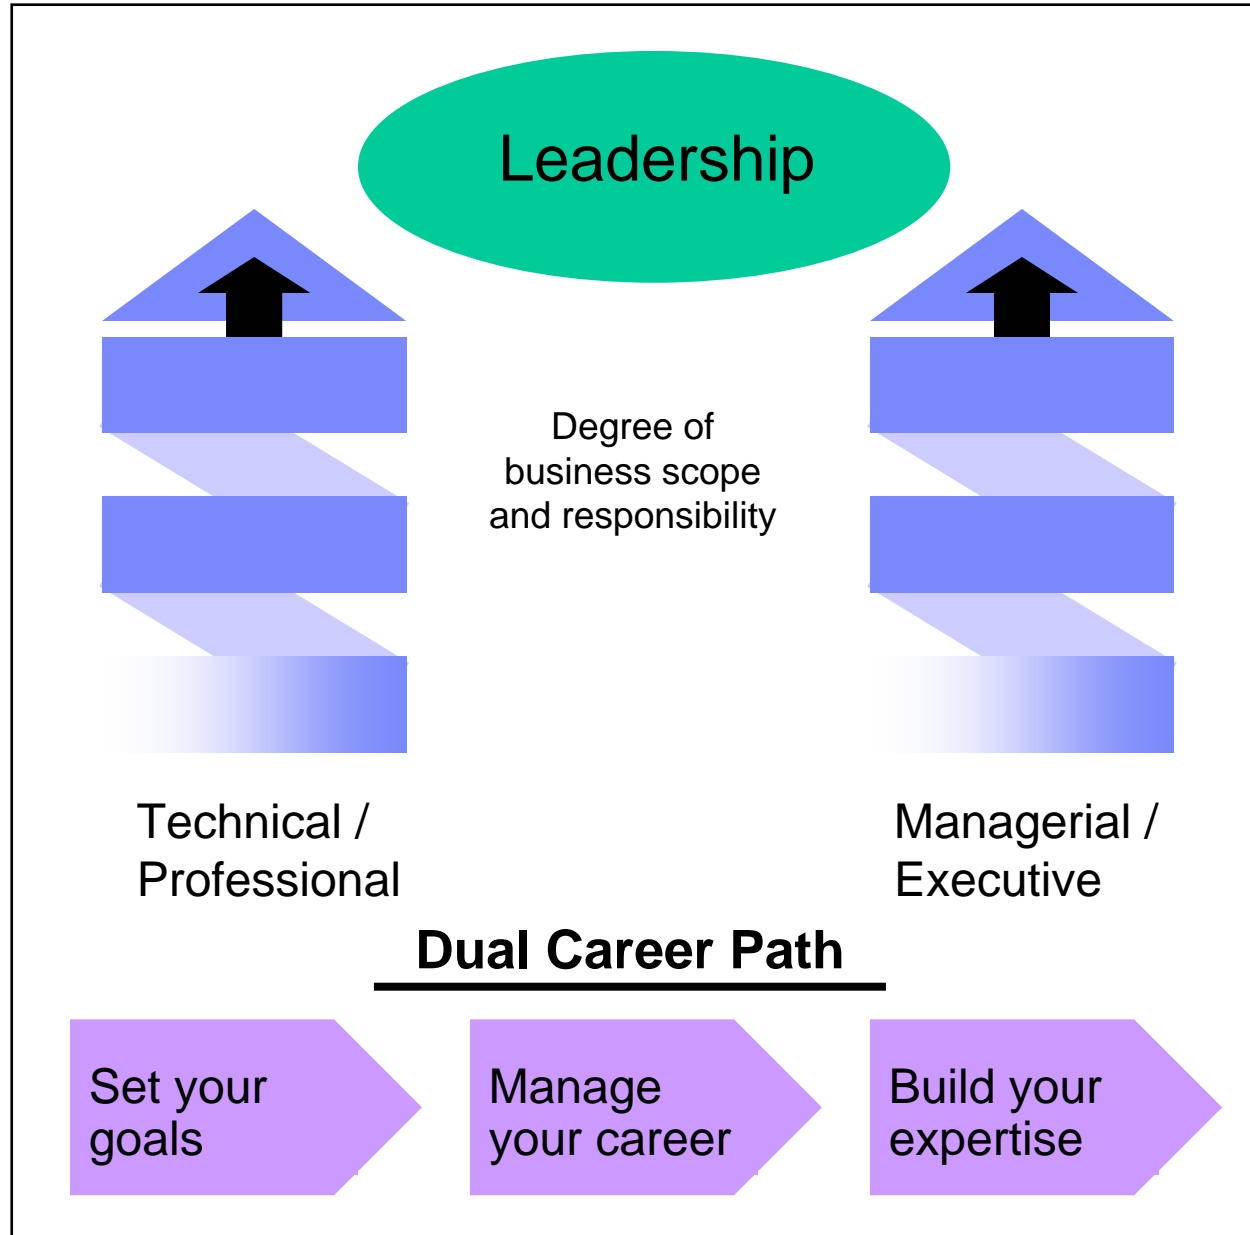 Leadership
Degree of
business scope
and responsibility
Technical /
Professional
Managerial /
Executive
Dual Career Path
Set your
goals
Manage
your career
Build your
expertise